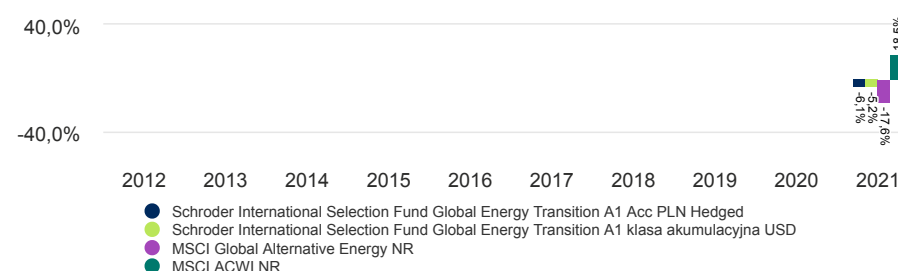 40,0%
-6,1%
-5,2%
-17,6%
-40,0%
2012 2013 2014 2015 2016 2017 2018 2019 2020 2021
Schroder International Selection Fund Global Energy Transition A1 Acc PLN Hedged
Schroder International Selection Fund Global Energy Transition A1 klasa akumulacyjna USD
MSCI Global Alternative Energy NR
MSCI ACWI NR